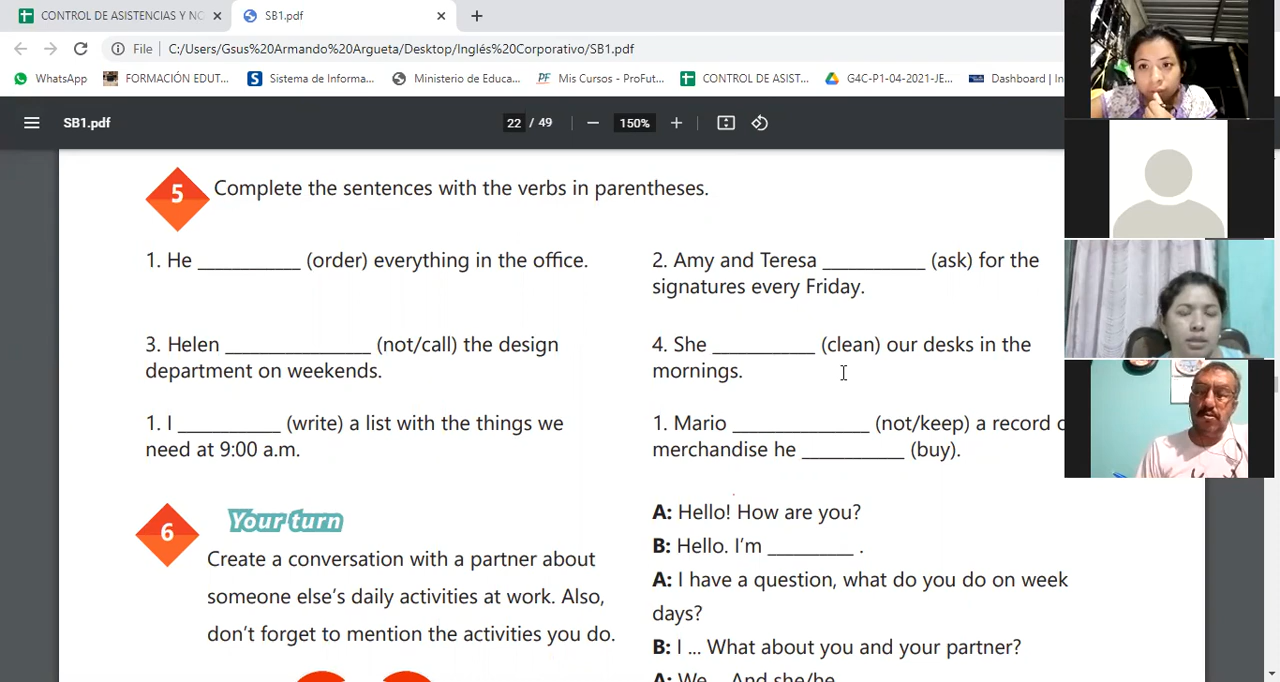 CONTROL DE ASISTENCIAS Y NO
SB1.pdf
File
C:/Users/Gsus%20Armando%20Argueta/Desktop/Inglés%20Corporativo/SB1.pdf
WhatsApp
FORMACIÓN EDUT...
Sistema de Informa...
Ministerio de Educa...
Mis Cursos - ProFut...
CONTROL DE ASIST...
G4C-P1-04-2021-JE...
Dashboard | In
SB1.pdf
22 / 49
150%
5 Complete the sentences with the verbs in parentheses.
1. He __________ (order) everything in the office.
2. Amy and Teresa __________ (ask) for the
signatures every Friday.
3. Helen ______________ (not/call) the design
department on weekends.
4. She __________ (clean) our desks in the
mornings.
1. I __________ (write) a list with the things we
need at 9:00 a.m.
1. Mario _____________ (not/keep) a record o
merchandise he __________ (buy).
6 Your turn
Create a conversation with a partner about
someone else's daily activities at work. Also,
don't forget to mention the activities you do.
A: Hello! How are you?
B: Hello. I'm ________ .
A: I have a question, what do you do on week
days?
B: I ... What about you and your partner?
A: We... And she/he